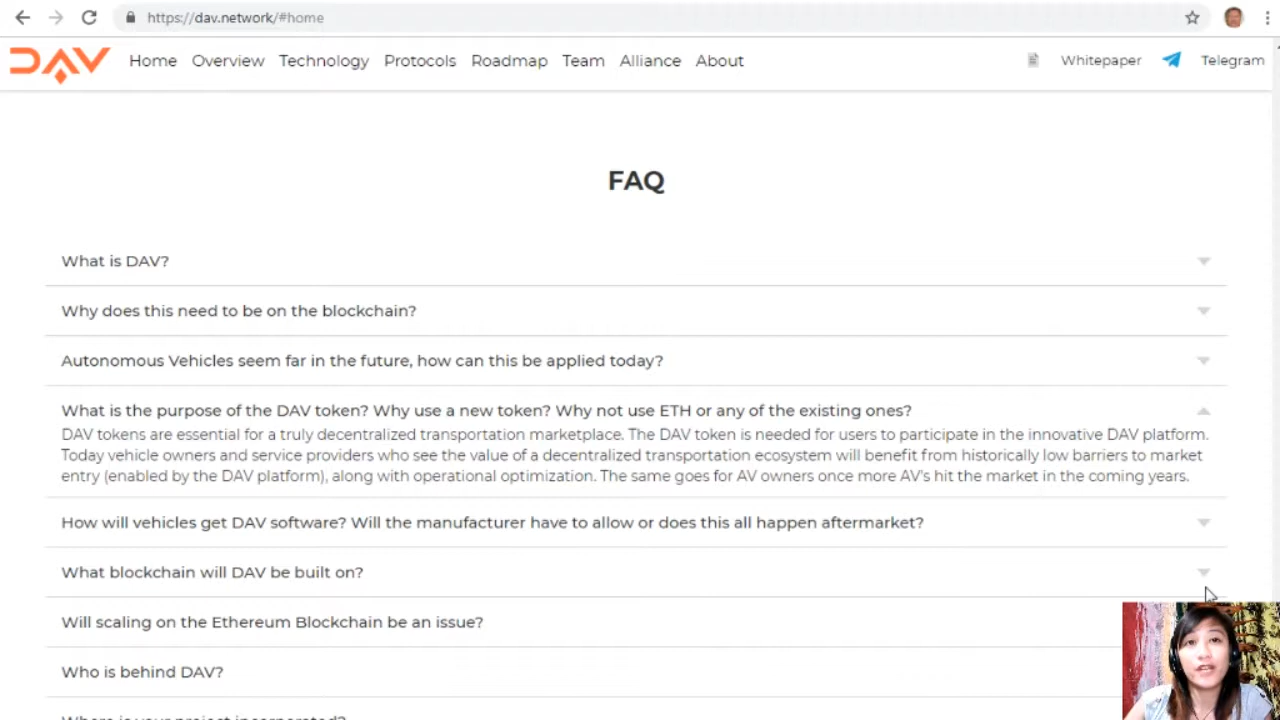 https://dav.network/#home
DAV Home Overview Technology Protocols Roadmap Team Alliance About Whitepaper Telegram
FAQ
What is DAV?
Why does this need to be on the blockchain?
Autonomous Vehicles seem far in the future, how can this be applied today?
What is the purpose of the DAV token? Why use a new token? Why not use ETH or any of the existing ones?
DAV tokens are essential for a truly decentralized transportation marketplace. The DAV token is needed for users to participate in the innovative DAV platform.
Today vehicle owners and service providers who see the value of a decentralized transportation ecosystem will benefit from historically low barriers to market
entry (enabled by the DAV platform), along with operational optimization. The same goes for AV owners once more AV's hit the market in the coming years.
How will vehicles get DAV software? Will the manufacturer have to allow or does this all happen aftermarket?
What blockchain will DAV be built on?
Will scaling on the Ethereum Blockchain be an issue?
Who is behind DAV?
Where is your project incorporated?